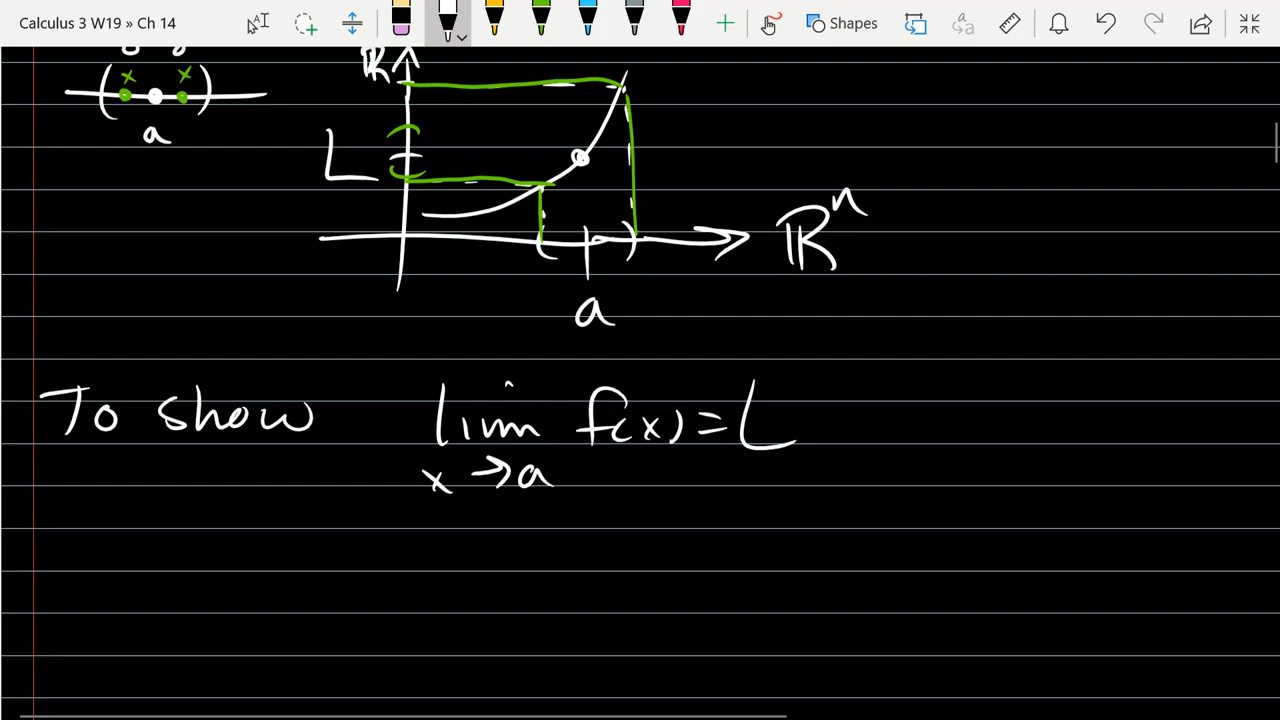 Calculus 3 W19 » Ch 14
Shapes
x x
a
ℝ
L
ℝⁿ
a
To show lim f(x) = L
x → a